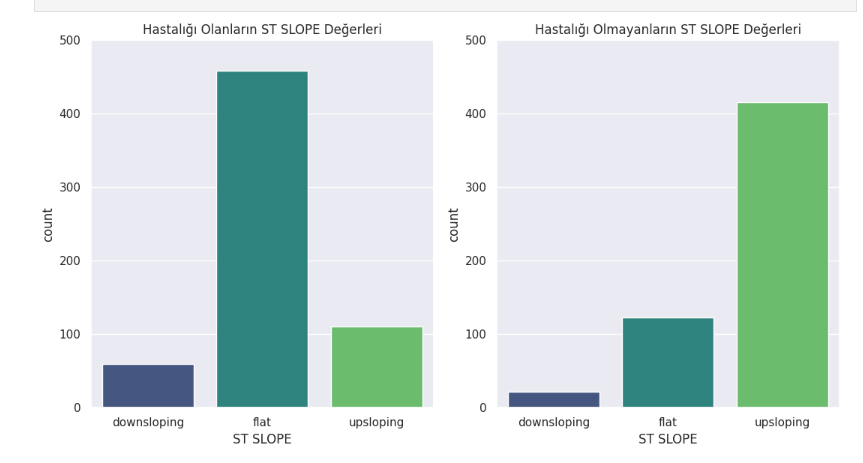 Hastalığı Olanların ST SLOPE Değerleri
500
400
300
200
100
0
count
downsloping flat upsloping
ST SLOPE
Hastalığı Olmayanların ST SLOPE Değerleri
500
400
300
200
100
0
count
downsloping flat upsloping
ST SLOPE